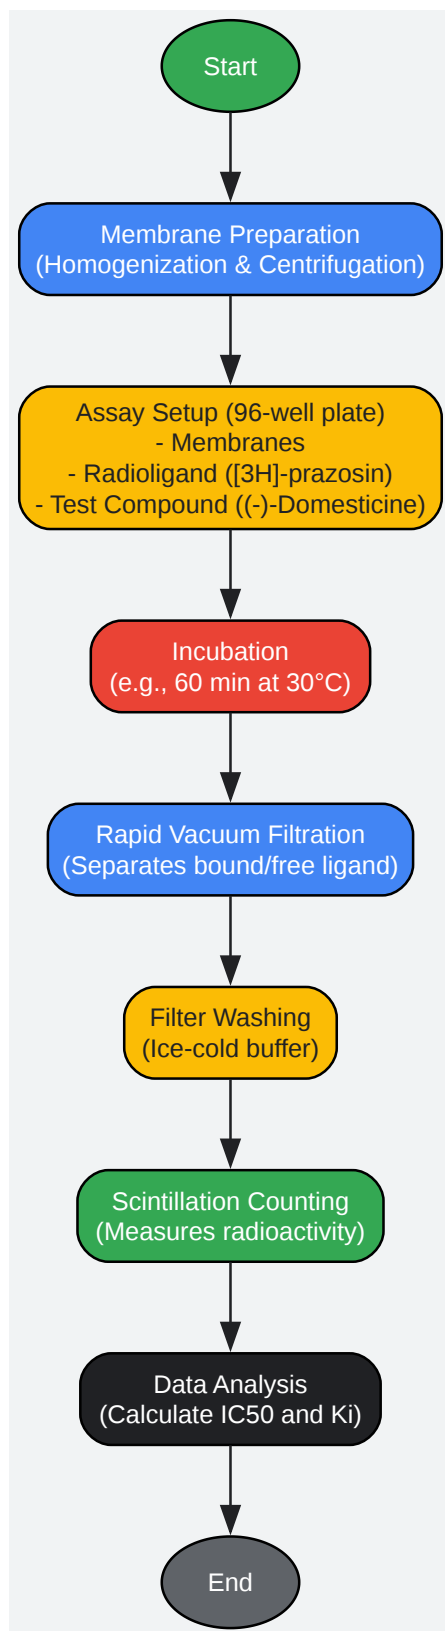 Start
Membrane Preparation
(Homogenization & Centrifugation)
Assay Setup (96-well plate)
- Membranes
- Radioligand ([3H]-prazosin)
- Test Compound ((-)-Domesticine)
Incubation
(e.g., 60 min at 30°C)
Rapid Vacuum Filtration
(Separates bound/free ligand)
Filter Washing
(Ice-cold buffer)
Scintillation Counting
(Measures radioactivity)
Data Analysis
(Calculate IC50 and Ki)
End